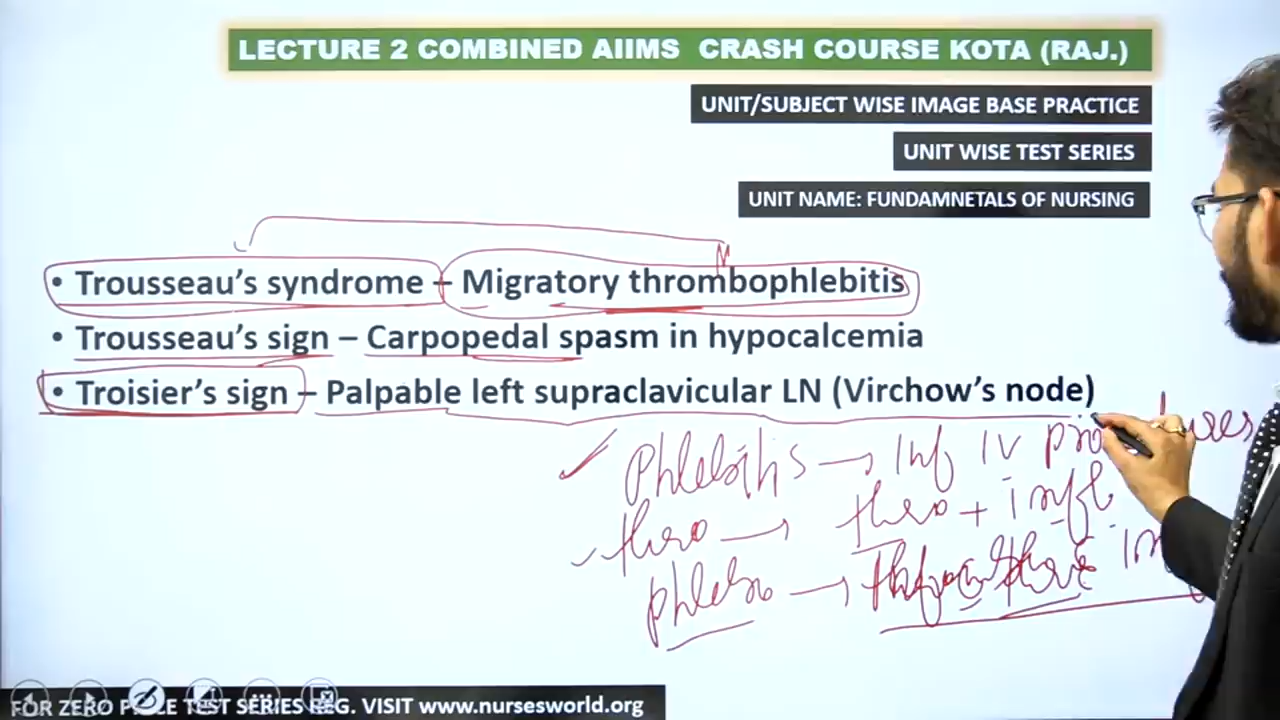 LECTURE 2 COMBINED AIIMS CRASH COURSE KOTA (RAJ.)
UNIT/SUBJECT WISE IMAGE BASE PRACTICE
UNIT WISE TEST SERIES
UNIT NAME: FUNDAMNETALS OF NURSING
• Trousseau's syndrome – Migratory thrombophlebitis
• Trousseau's sign – Carpopedal spasm in hypocalcemia
• Troisier's sign – Palpable left supraclavicular LN (Virchow's node)
Phlebitis → Inf IV
thro → thro + infl
phlebo →
FOR ZERO PRICE TEST SERIES REG. VISIT www.nursesworld.org